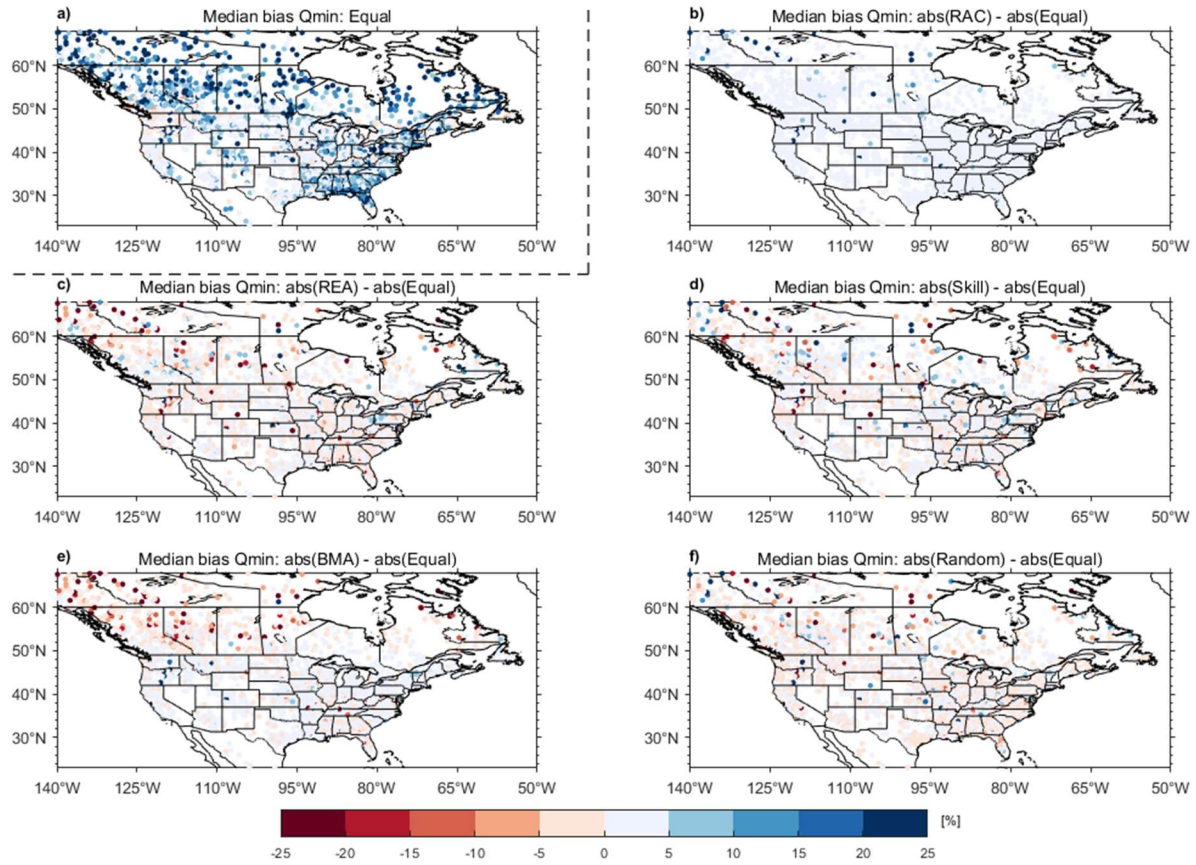 a) Median bias Qmin: Equal
60°N
50°N
40°N
30°N
140°W 125°W 110°W 95°W 80°W 65°W 50°W
b) Median bias Qmin: abs(RAC) - abs(Equal)
60°N
50°N
40°N
30°N
140°W 125°W 110°W 95°W 80°W 65°W 50°W
c) Median bias Qmin: abs(REA) - abs(Equal)
60°N
50°N
40°N
30°N
140°W 125°W 110°W 95°W 80°W 65°W 50°W
d) Median bias Qmin: abs(Skill) - abs(Equal)
60°N
50°N
40°N
30°N
140°W 125°W 110°W 95°W 80°W 65°W 50°W
e) Median bias Qmin: abs(BMA) - abs(Equal)
60°N
50°N
40°N
30°N
140°W 125°W 110°W 95°W 80°W 65°W 50°W
f) Median bias Qmin: abs(Random) - abs(Equal)
60°N
50°N
40°N
30°N
140°W 125°W 110°W 95°W 80°W 65°W 50°W
[%]
-25 -20 -15 -10 -5 0 5 10 15 20 25